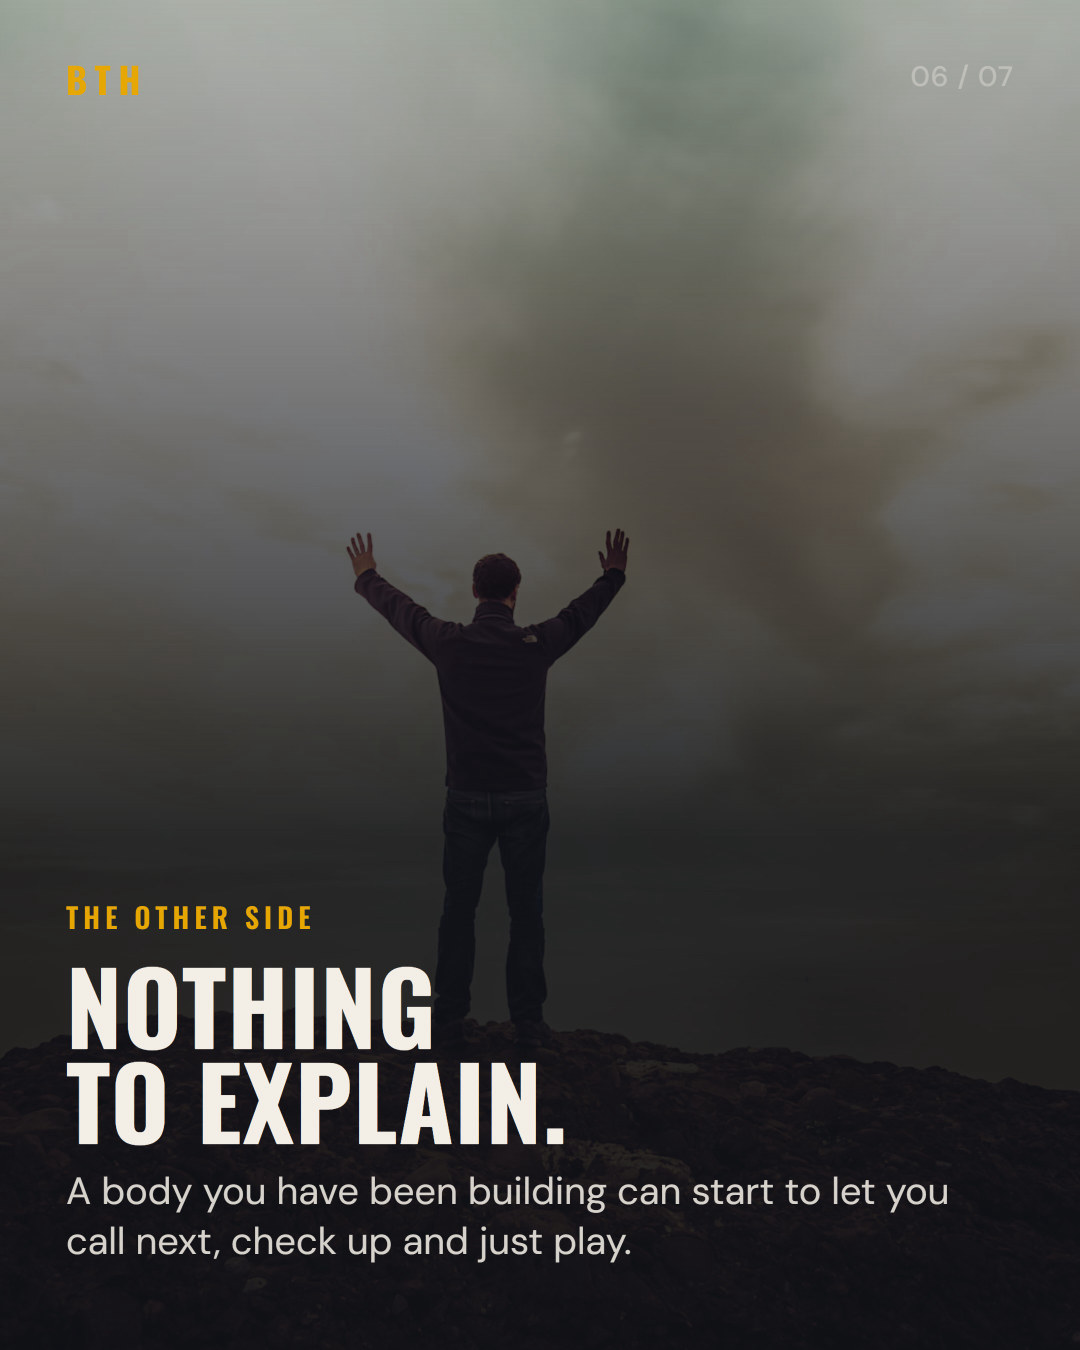 BTH
06 / 07
THE OTHER SIDE
NOTHING
TO EXPLAIN.
A body you have been building can start to let you
call next, check up and just play.